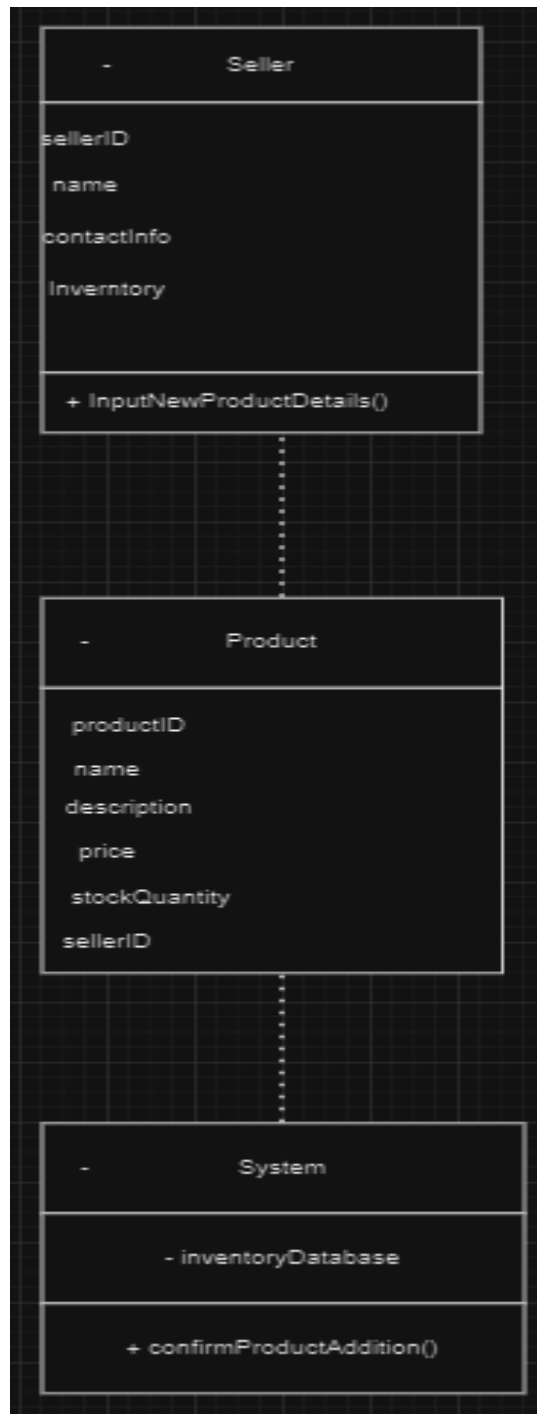 - Seller
sellerID
name
contactInfo
Inverntory
+ InputNewProductDetails()
- Product
productID
name
description
price
stockQuantity
sellerID
- System
- inventoryDatabase
+ confirmProductAddition()